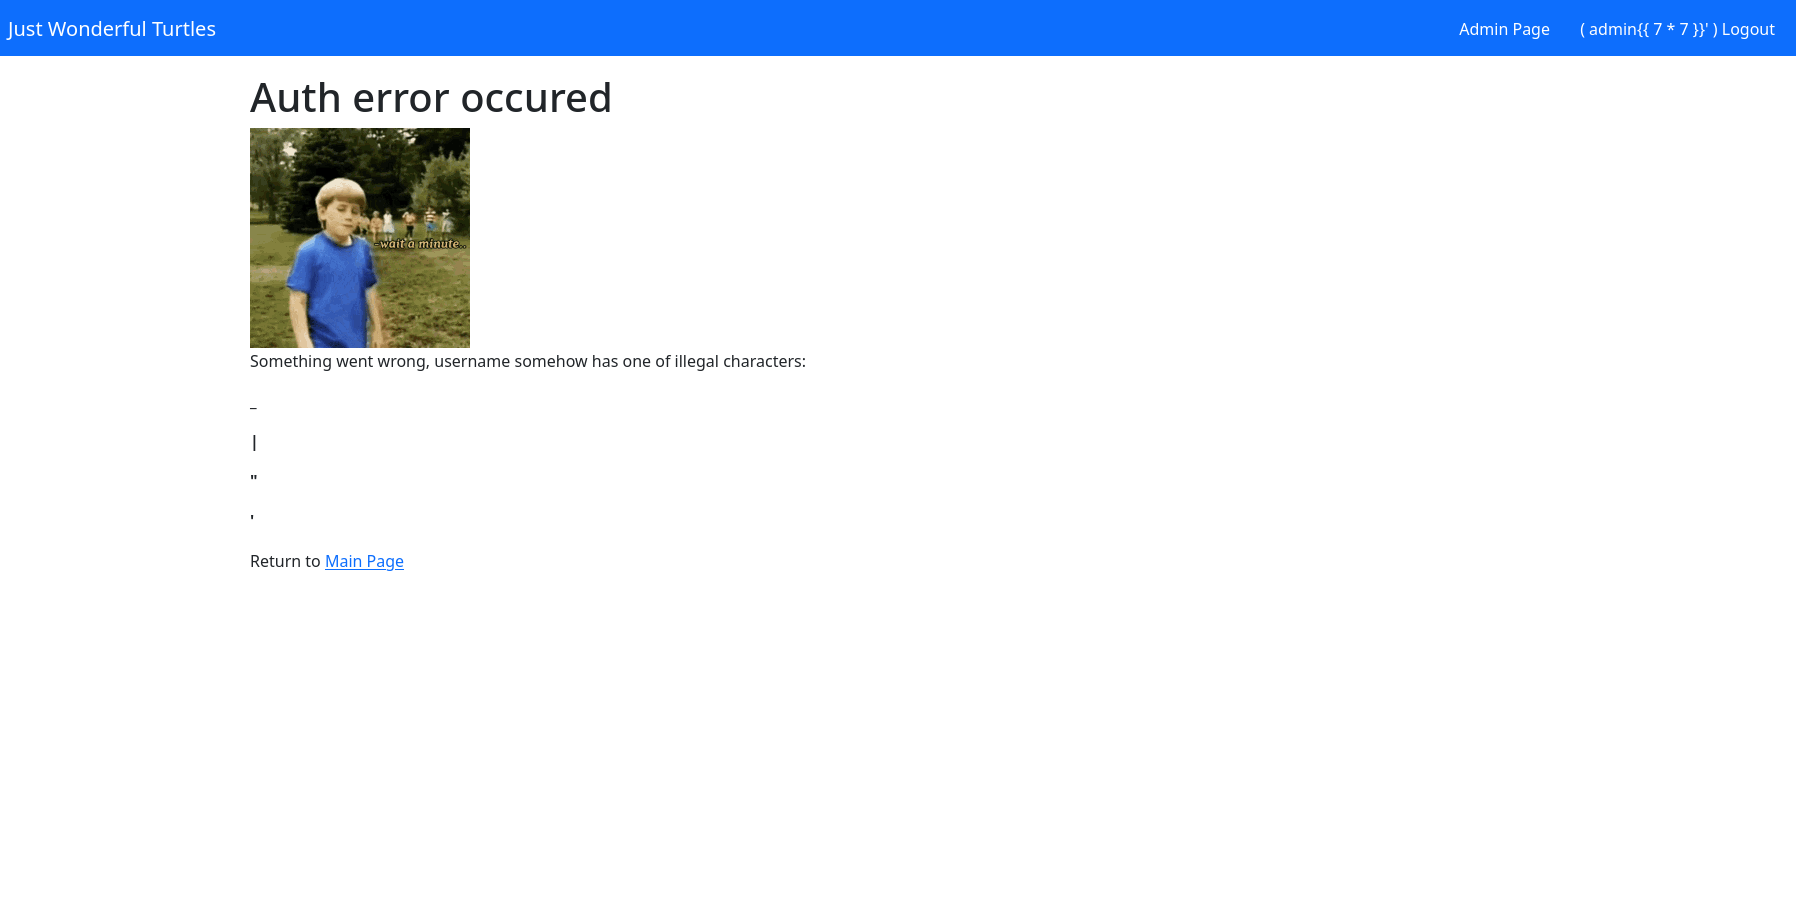 Just Wonderful Turtles
Admin Page
( admin{{ 7 * 7 }}' ) Logout
Auth error occured
-wait a minute..
Something went wrong, username somehow has one of illegal characters:
_
|
"
'
Return to Main Page